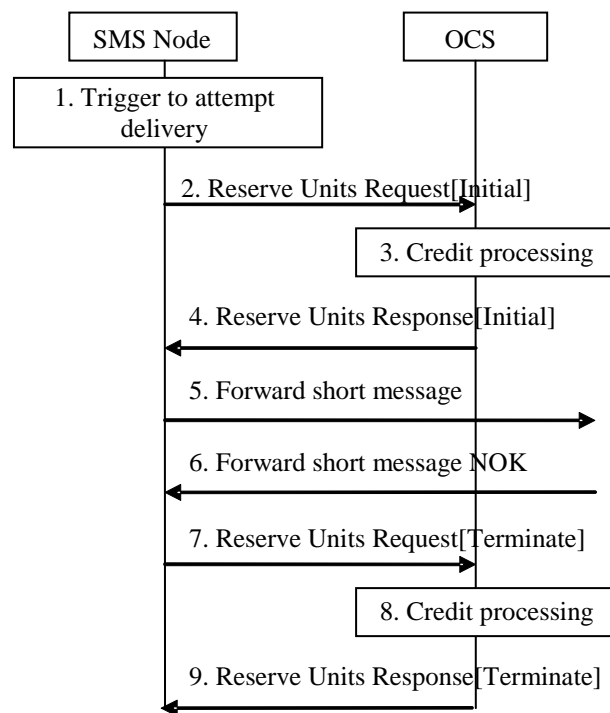 SMS Node
OCS
1. Trigger to attempt
delivery
2. Reserve Units Request[Initial]
3. Credit processing
4. Reserve Units Response[Initial]
5. Forward short message
6. Forward short message NOK
7. Reserve Units Request[Terminate]
8. Credit processing
9. Reserve Units Response[Terminate]